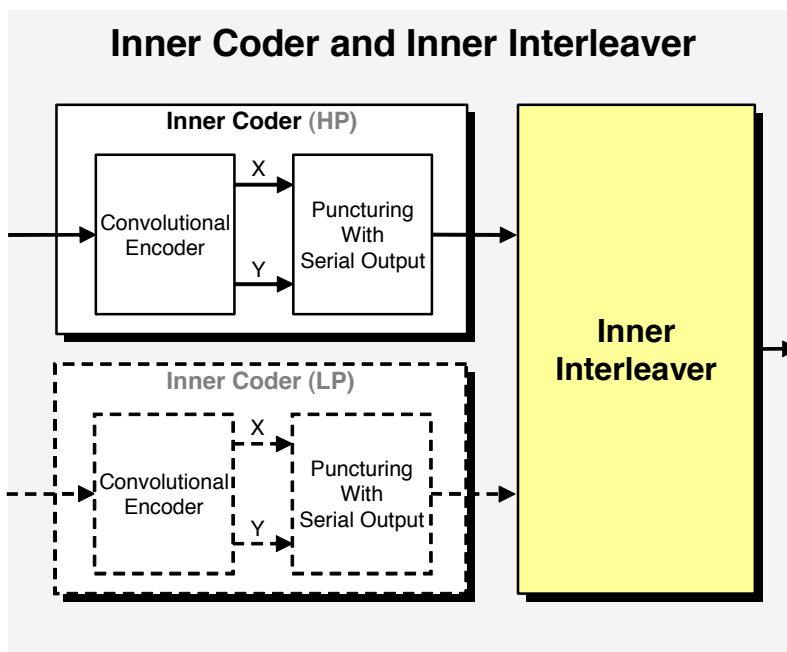 Inner Coder and Inner Interleaver
Inner Coder (HP)
Convolutional
Encoder
X
Y
Puncturing
With
Serial Output
Inner
Interleaver
Inner Coder (LP)
Convolutional
Encoder
X
Y
Puncturing
With
Serial Output